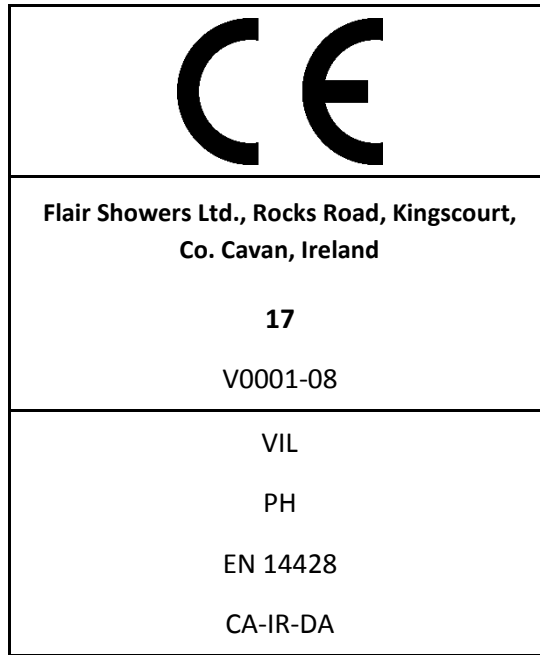 CE
Flair Showers Ltd., Rocks Road, Kingscourt,
Co. Cavan, Ireland
17
V0001-08
VIL
PH
EN 14428
CA-IR-DA